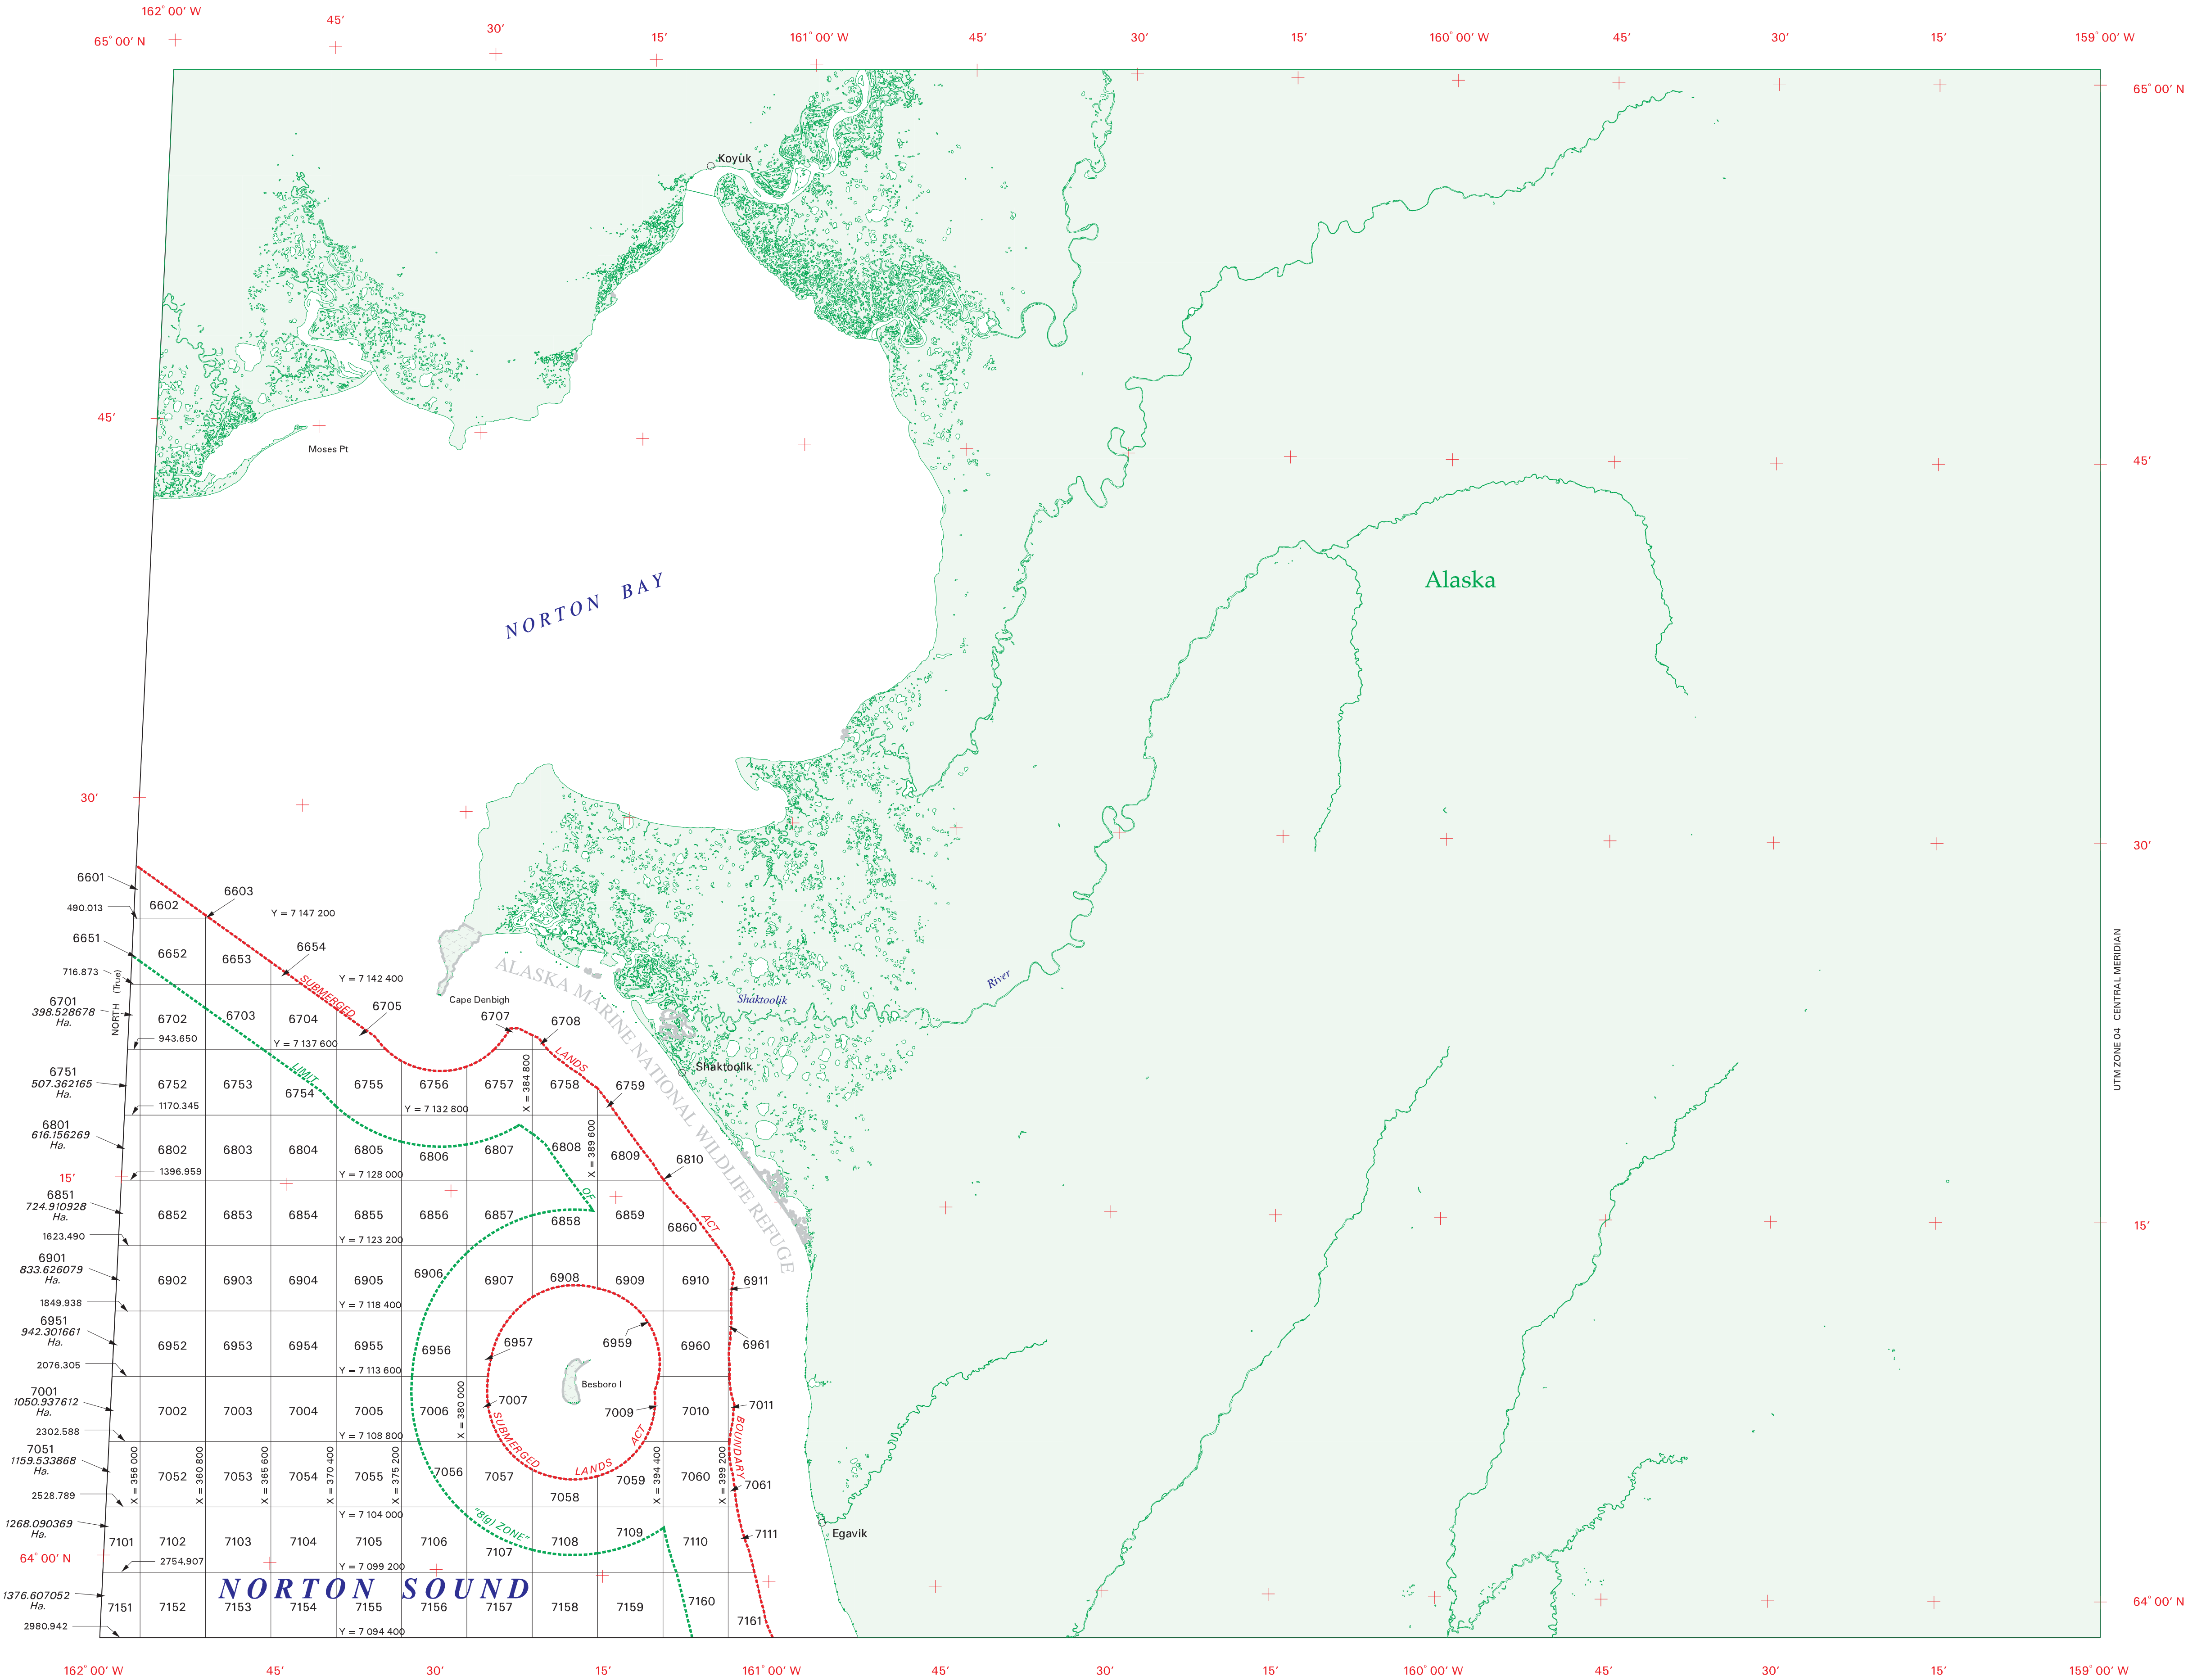 162° 00' W
45'
30'
15'
161° 00' W
45'
30'
15'
160° 00' W
45'
30'
15'
159° 00' W
65° 00' N
65° 00' N
Koyuk
45'
Moses Pt
45'
NORTON BAY
Alaska
30'
30'
6601
6602
6603
490.013
Y = 7 147 200
6651
6652
6653
6654
716.873
Y = 7 142 400
SUBMERGED
NORTH (True)
ALASKA MARINE NATIONAL WILDLIFE REFUGE
Cape Denbigh
Shaktoolik
River
UTM ZONE 04 CENTRAL MERIDIAN
6701
398.528678
Ha.
6702
6703
6704
6705
6707
6708
943.650
Y = 7 137 600
LANDS
LIMIT
X = 384 800
Shaktoolik
6751
507.362165
Ha.
6752
6753
6754
6755
6756
6757
6758
6759
1170.345
Y = 7 132 800
6801
616.156269
Ha.
6802
6803
6804
6805
6806
6807
6808
X = 389 600
6809
6810
1396.959
Y = 7 128 000
15'
OF
15'
6851
724.910928
Ha.
6852
6853
6854
6855
6856
6857
6858
6859
6860
ACT
1623.490
Y = 7 123 200
6901
833.626079
Ha.
6902
6903
6904
6905
6906
6907
6908
6909
6910
6911
1849.938
Y = 7 118 400
6951
942.301661
Ha.
6952
6953
6954
6955
6956
6957
6959
6960
6961
2076.305
Y = 7 113 600
Besboro I
7001
1050.937612
Ha.
7002
7003
7004
7005
7006
X = 380 000
7007
7009
7010
7011
2302.588
Y = 7 108 800
SUBMERGED
LANDS
ACT
BOUNDARY
7051
1159.533868
Ha.
X = 356 000
7052
X = 360 800
7053
X = 365 600
7054
X = 370 400
7055
X = 375 200
7056
7057
7058
7059
X = 394 400
7060
X = 399 200
7061
2528.789
Y = 7 104 000
"8(g) ZONE"
1268.090369
Ha.
7101
7102
7103
7104
7105
7106
7107
7108
7109
7110
7111
Egavik
64° 00' N
2754.907
Y = 7 099 200
NORTON SOUND
1376.607052
Ha.
7151
7152
7153
7154
7155
7156
7157
7158
7159
7160
7161
64° 00' N
2980.942
Y = 7 094 400
162° 00' W
45'
30'
15'
161° 00' W
45'
30'
15'
160° 00' W
45'
30'
15'
159° 00' W